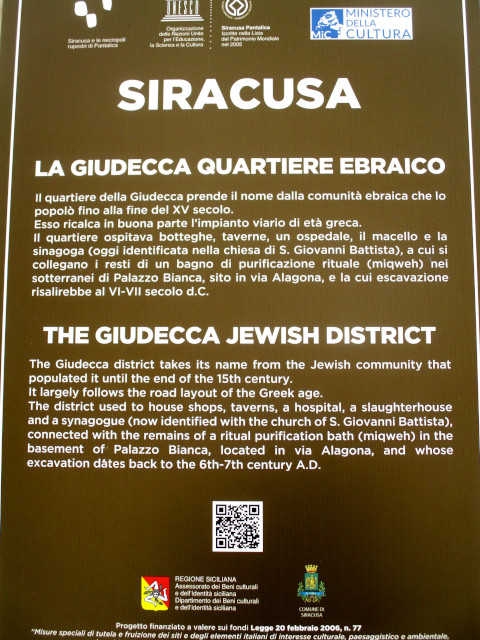 UNESCO
Siracusa e le necropoli
rupestri di Pantalica
Organizzazione
delle Nazioni Unite
per l'Educazione,
la Scienza e la Cultura
Siracusa Pantalica
Iscritte nella Lista
del Patrimonio Mondiale
nel 2005
MiC
MINISTERO
DELLA
CULTURA
SIRACUSA
LA GIUDECCA QUARTIERE EBRAICO
Il quartiere della Giudecca prende il nome dalla comunità ebraica che lo
popolò fino alla fine del XV secolo.
Esso ricalca in buona parte l'impianto viario di età greca.
Il quartiere ospitava botteghe, taverne, un ospedale, il macello e la
sinagoga (oggi identificata nella chiesa di S. Giovanni Battista), a cui si
collegano i resti di un bagno di purificazione rituale (miqweh) nei
sotterranei di Palazzo Bianca, sito in via Alagona, e la cui escavazione
risalirebbe al VI-VII secolo d.C.
THE GIUDECCA JEWISH DISTRICT
The Giudecca district takes its name from the Jewish community that
populated it until the end of the 15th century.
It largely follows the road layout of the Greek age.
The district used to house shops, taverns, a hospital, a slaughterhouse
and a synagogue (now identified with the church of S. Giovanni Battista),
connected with the remains of a ritual purification bath (miqweh) in the
basement of Palazzo Bianca, located in via Alagona, and whose
excavation dates back to the 6th-7th century A.D.
REGIONE SICILIANA
Assessorato dei Beni culturali
e dell'identità siciliana
Dipartimento dei Beni culturali
e dell'identità siciliana
COMUNE DI
SIRACUSA
Progetto finanziato a valere sui fondi Legge 20 febbraio 2006, n. 77
"Misure speciali di tutela e fruizione dei siti e degli elementi italiani di interesse culturale, paesaggistico e ambientale,